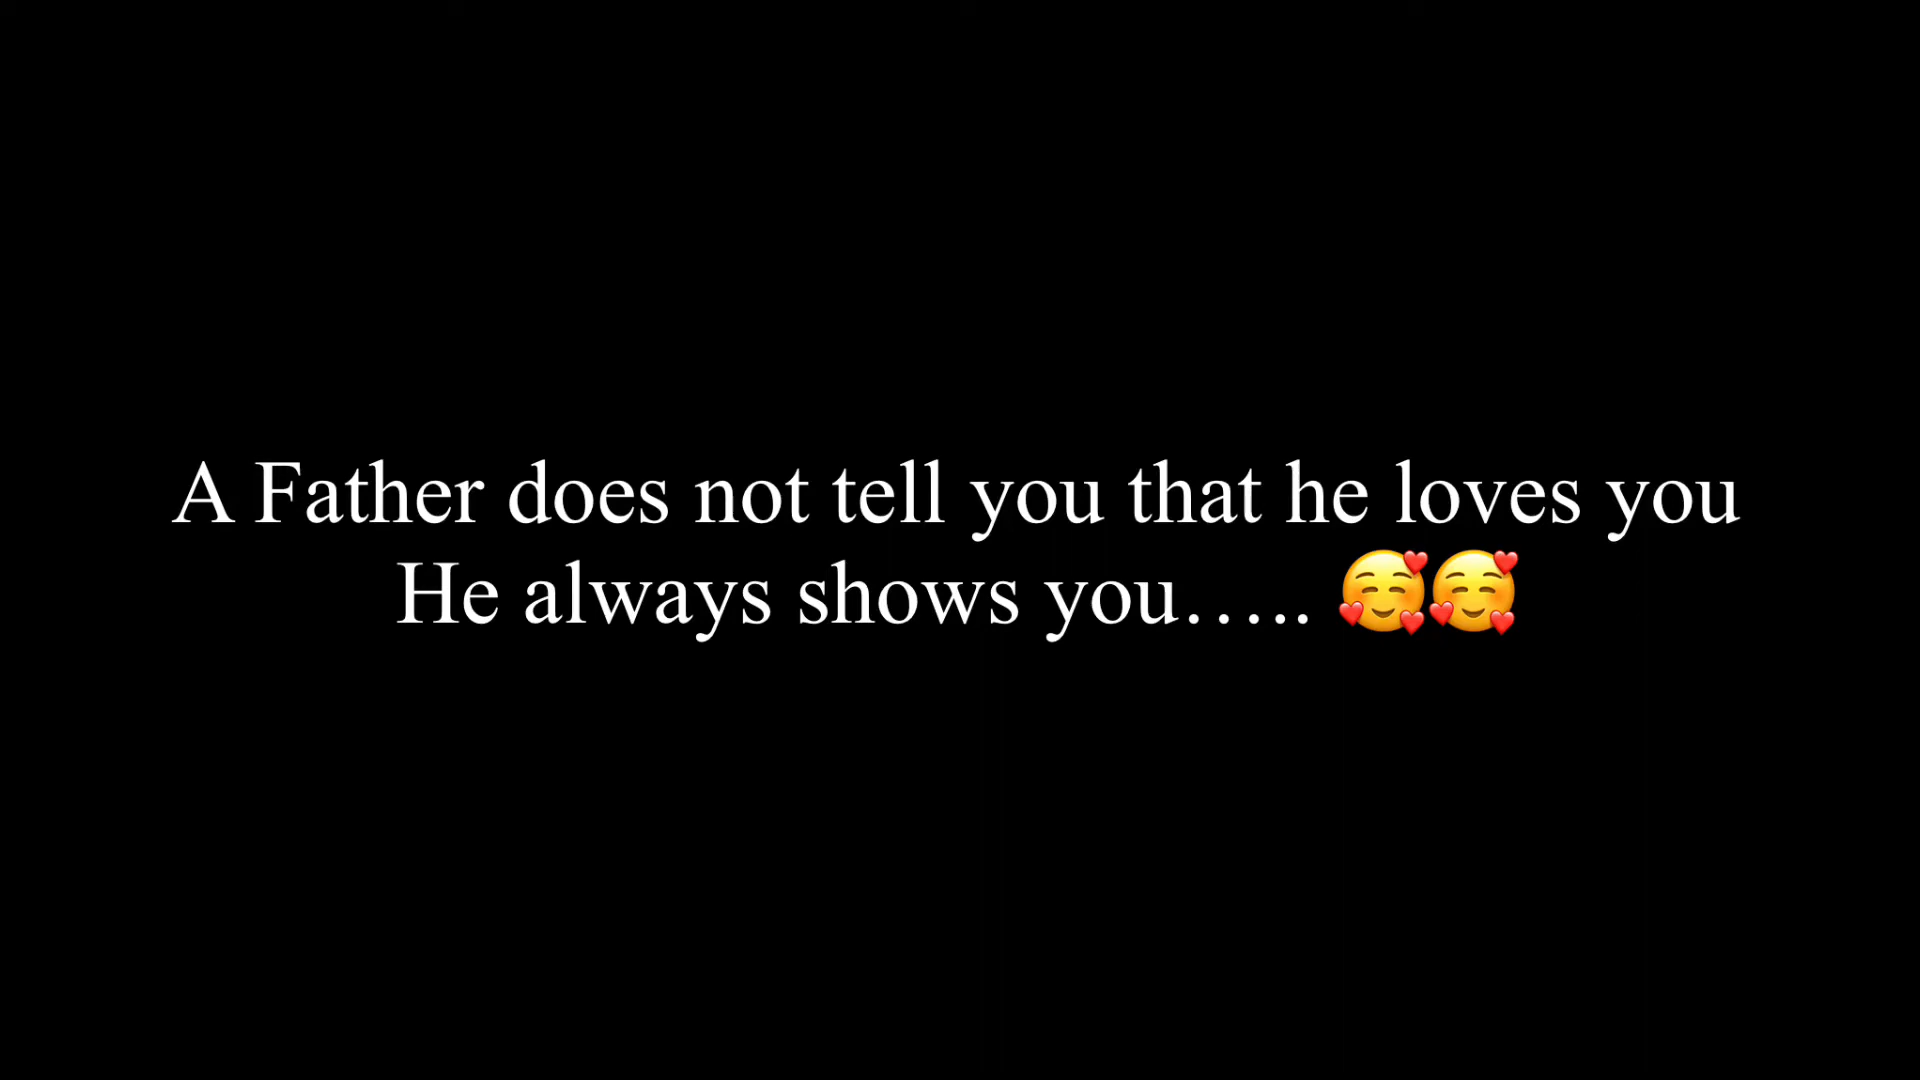 A Father does not tell you that he loves you
He always shows you….. 🥰🥰